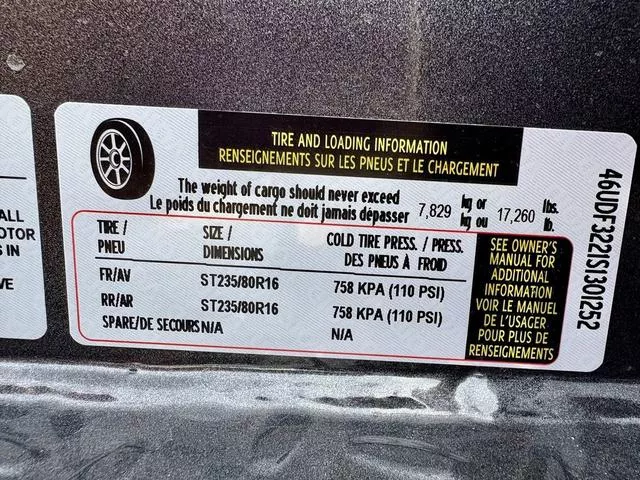 TIRE AND LOADING INFORMATION
RENSEIGNEMENTS SUR LES PNEUS ET LE CHARGEMENT
The weight of cargo should never exceed
Le poids du chargement ne doit jamais dépasser
7,829 kg or kg ou 17,260 lbs. lb.
TIRE / PNEU
SIZE / DIMENSIONS
COLD TIRE PRESS. / PRESS. DES PNEUS À FROID
FR/AV ST235/80R16 758 KPA (110 PSI)
RR/AR ST235/80R16 758 KPA (110 PSI)
SPARE/DE SECOURS N/A N/A
SEE OWNER'S
MANUAL FOR
ADDITIONAL
INFORMATION
VOIR LE MANUEL
DE L'USAGER
POUR PLUS DE
RENSEIGNEMENTS
46UDF3221S1301252
ALL
OTOR
S IN
VE